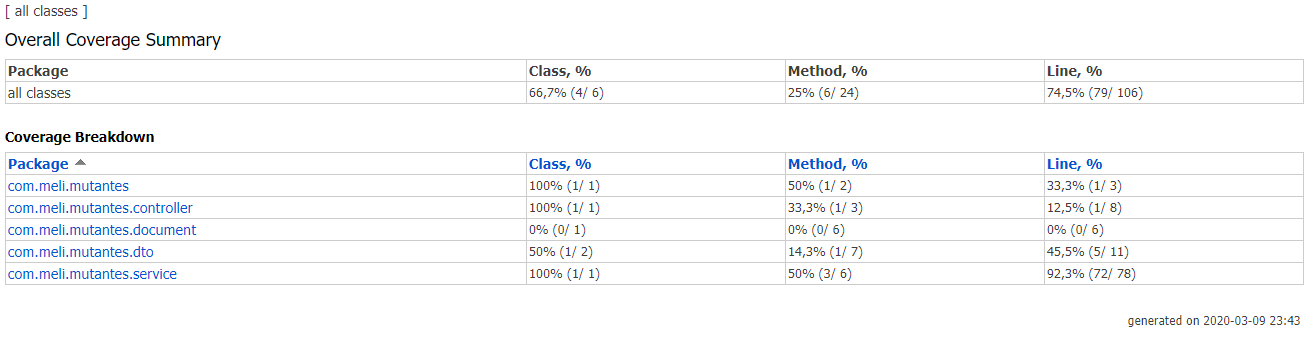 [ all classes ]
Overall Coverage Summary
Package Class, % Method, % Line, %
all classes 66,7% (4/ 6) 25% (6/ 24) 74,5% (79/ 106)
Coverage Breakdown
Package Class, % Method, % Line, %
com.meli.mutantes 100% (1/ 1) 50% (1/ 2) 33,3% (1/ 3)
com.meli.mutantes.controller 100% (1/ 1) 33,3% (1/ 3) 12,5% (1/ 8)
com.meli.mutantes.document 0% (0/ 1) 0% (0/ 6) 0% (0/ 6)
com.meli.mutantes.dto 50% (1/ 2) 14,3% (1/ 7) 45,5% (5/ 11)
com.meli.mutantes.service 100% (1/ 1) 50% (3/ 6) 92,3% (72/ 78)
generated on 2020-03-09 23:43